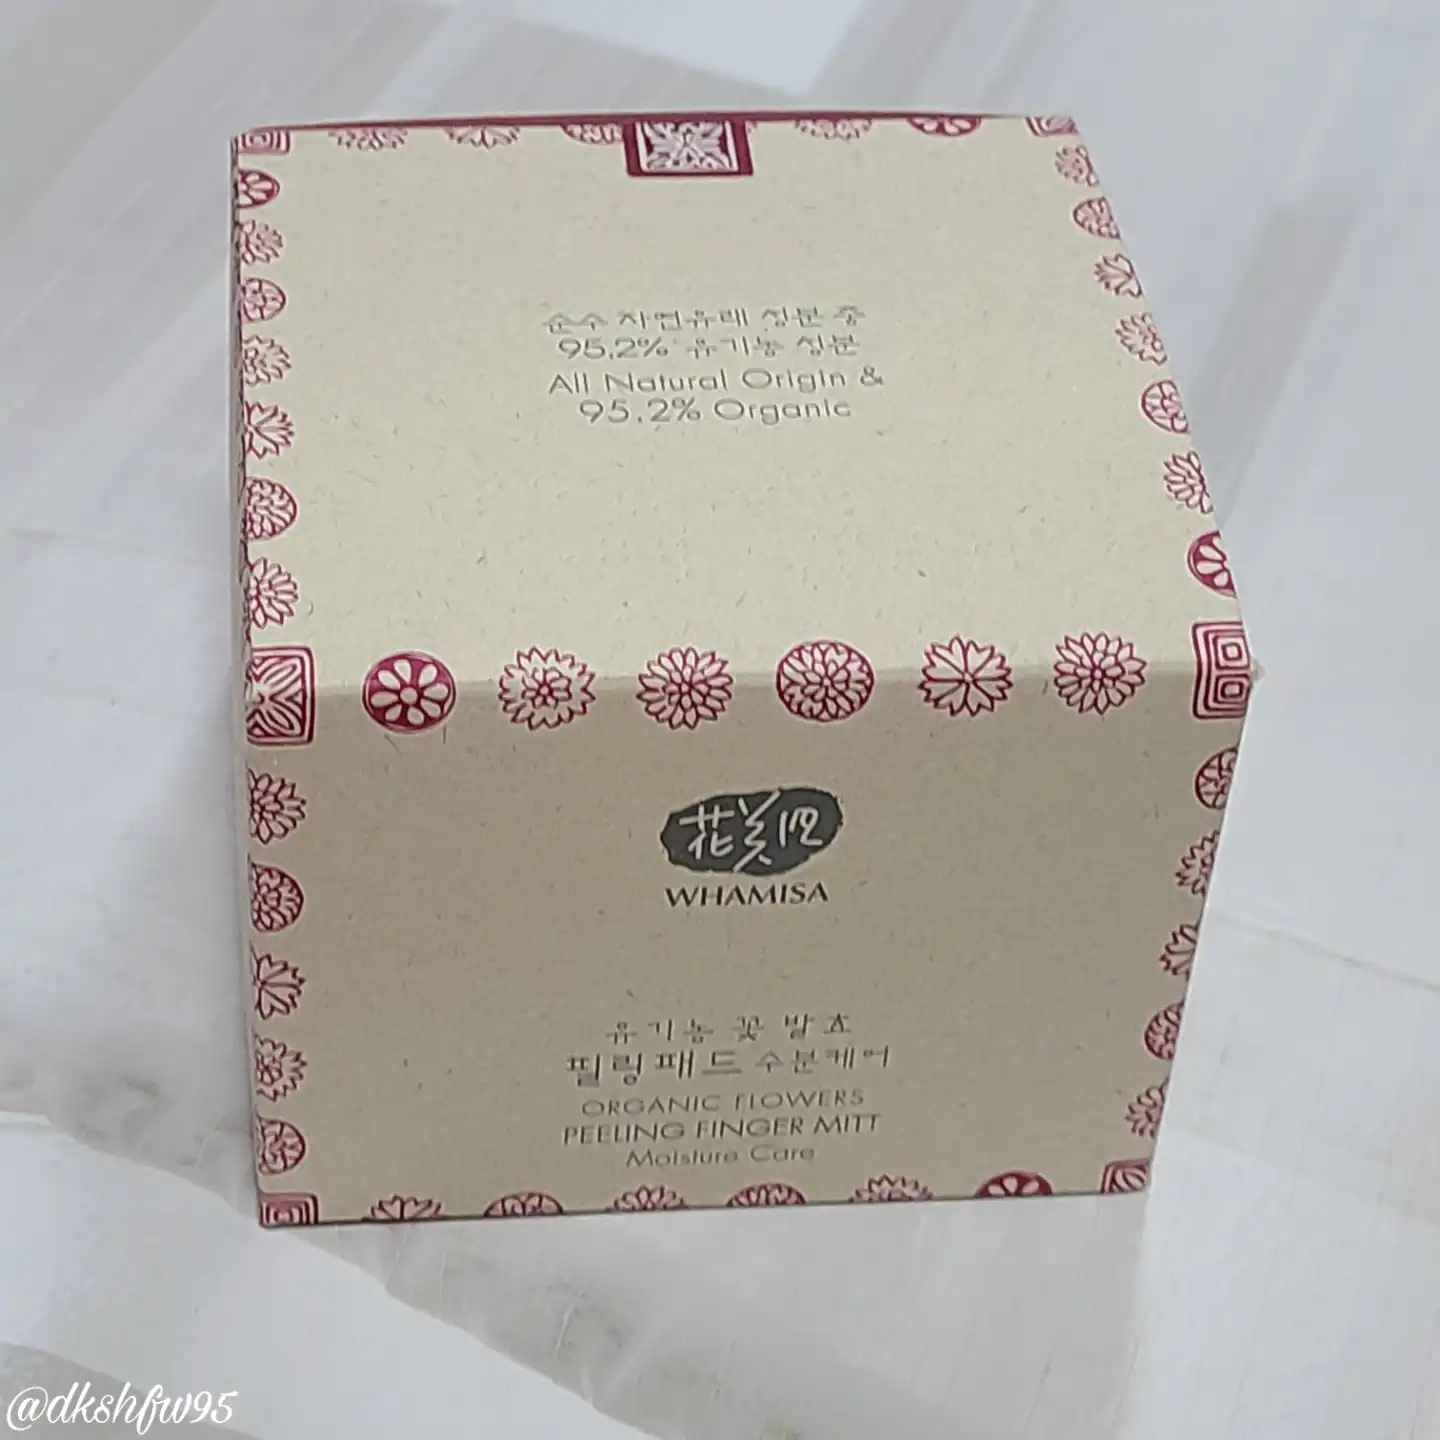 순수 자연유래 성분 중
95.2% 유기농 성분
All Natural Origin &
95.2% Organic
花美四
WHAMISA
유기농 꽃 발효
필링패드 수분케어
ORGANIC FLOWERS
PEELING FINGER MITT
Moisture Care
@dkshfw95